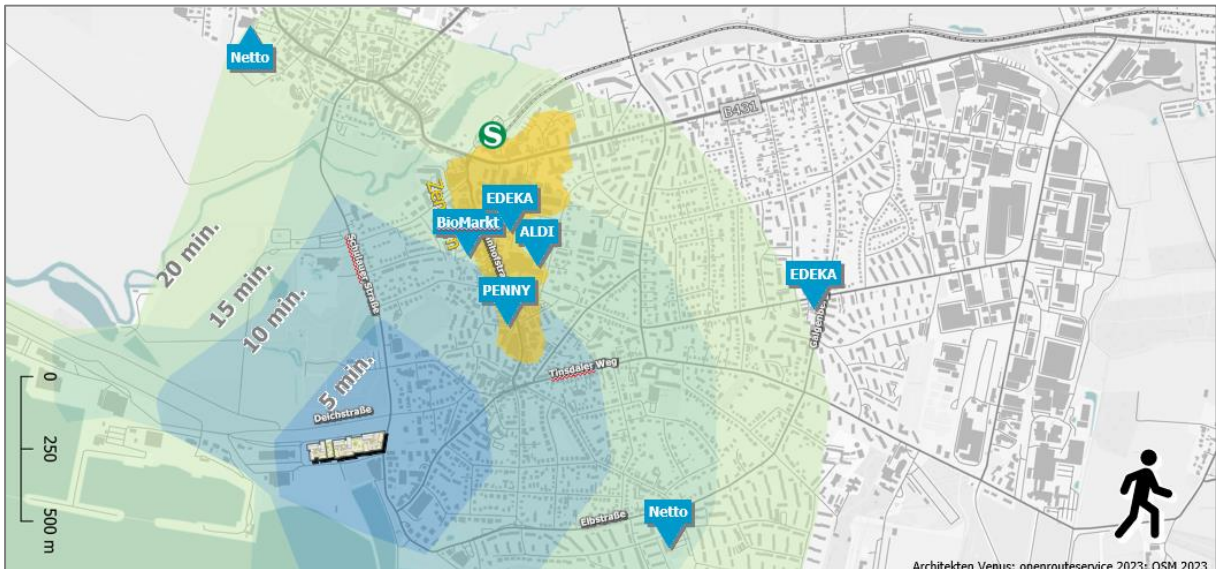 Netto
B431
S
EDEKA
BioMarkt
ALDI
EDEKA
PENNY
20 min.
15 min.
10 min.
5 min.
Schulauer Straße
Galgenberg
Tinsdaler Weg
Deichstraße
Elbstraße
Netto
0
250
500 m
Architekten Venus; openrouteservice 2023; OSM 2023